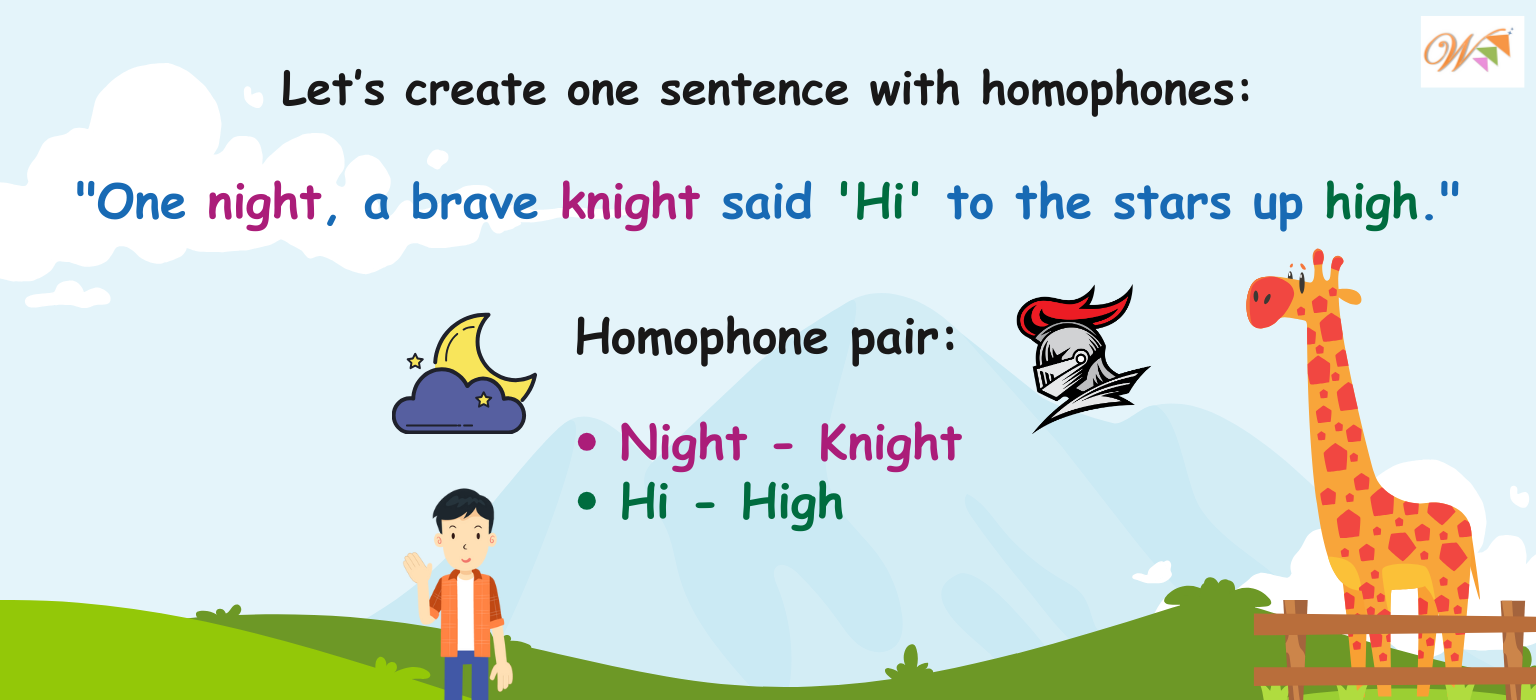 Let's create one sentence with homophones:
"One night, a brave knight said 'Hi' to the stars up high."
Homophone pair:
• Night - Knight
• Hi - High